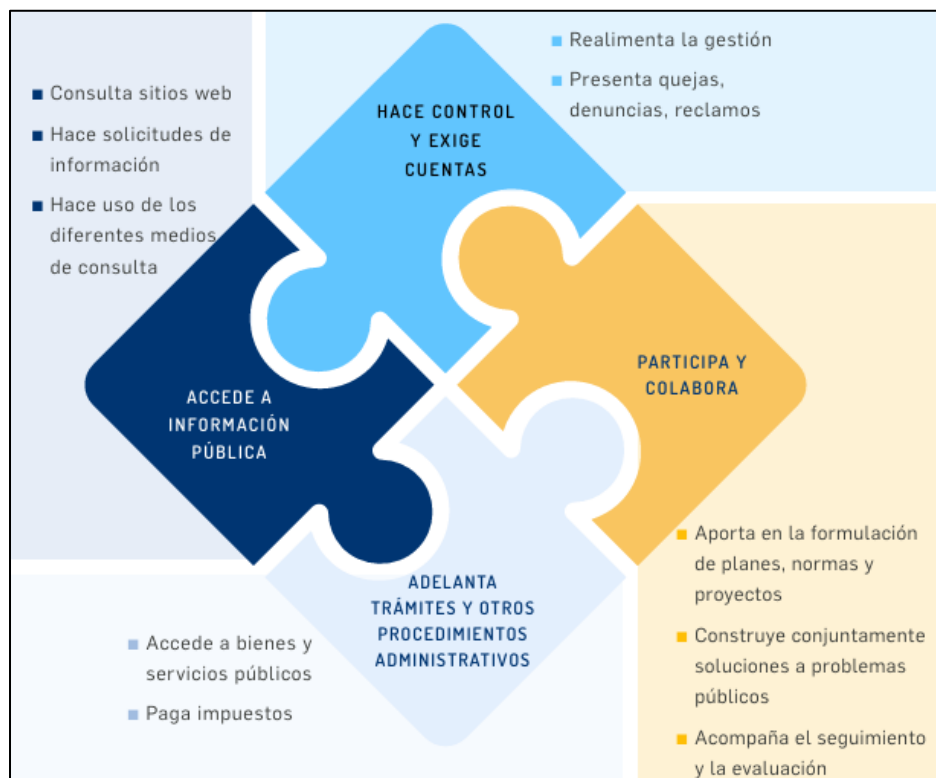 Consulta sitios web
Hace solicitudes de
información
Hace uso de los
diferentes medios
de consulta
HACE CONTROL
Y EXIGE
CUENTAS
Realimenta la gestión
Presenta quejas,
denuncias, reclamos
ACCEDE A
INFORMACIÓN
PÚBLICA
PARTICIPA Y
COLABORA
ADELANTA
TRÁMITES Y OTROS
PROCEDIMIENTOS
ADMINISTRATIVOS
Accede a bienes y
servicios públicos
Paga impuestos
Aporta en la formulación
de planes, normas y
proyectos
Construye conjuntamente
soluciones a problemas
públicos
Acompaña el seguimiento
y la evaluación